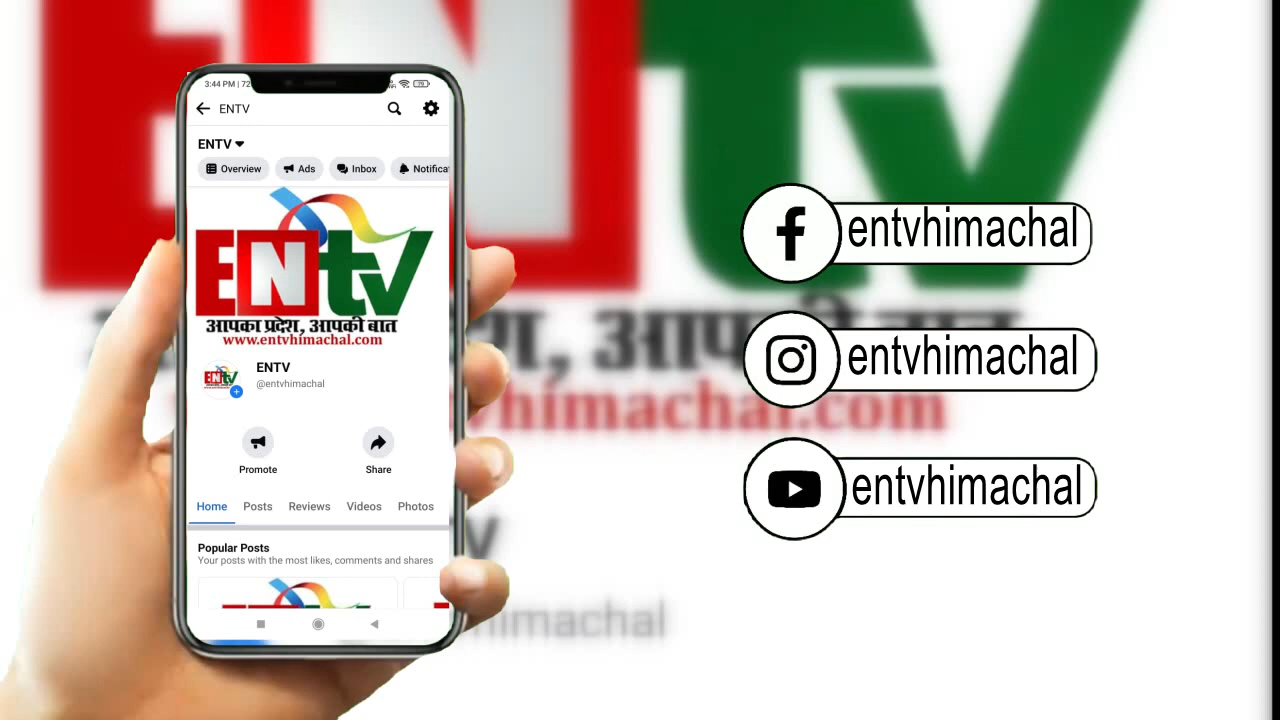 3:44 PM | 72
ENTV
ENTV
Overview
Ads
Inbox
Notifica
ENTV
आपका प्रदेश, आपकी बात
www.entvhimachal.com
ENTV
@entvhimachal
Promote
Share
Home
Posts
Reviews
Videos
Photos
Popular Posts
Your posts with the most likes, comments and shares
entvhimachal
entvhimachal
entvhimachal